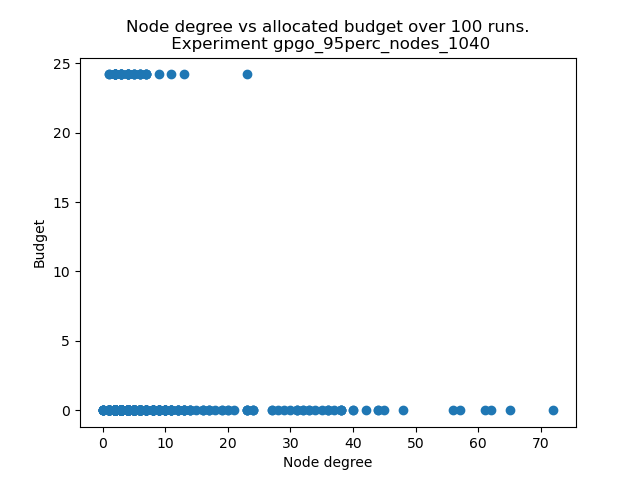 Node degree vs allocated budget over 100 runs.
Experiment gpgo_95perc_nodes_1040
25
20
15
10
5
0
Budget
0 10 20 30 40 50 60 70
Node degree